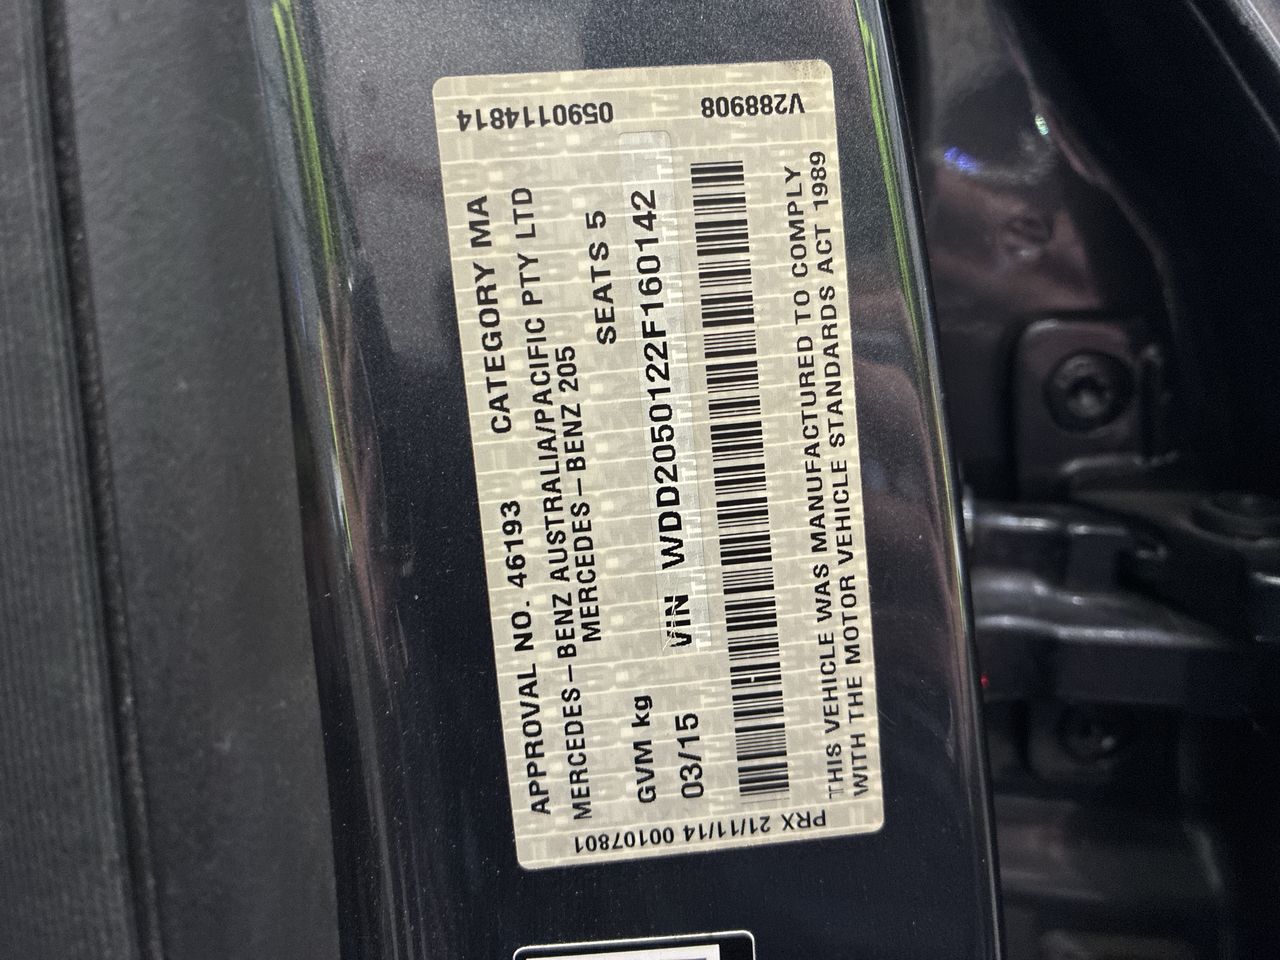 APPROVAL NO. 46193 CATEGORY MA
MERCEDES-BENZ AUSTRALIA/PACIFIC PTY LTD
MERCEDES-BENZ 205
GVM kg SEATS 5
03/15 VIN WDD2050122F160142
THIS VEHICLE WAS MANUFACTURED TO COMPLY
WITH THE MOTOR VEHICLE STANDARDS ACT 1989
0590114814 V288908
PRX 21/11/14 00107801